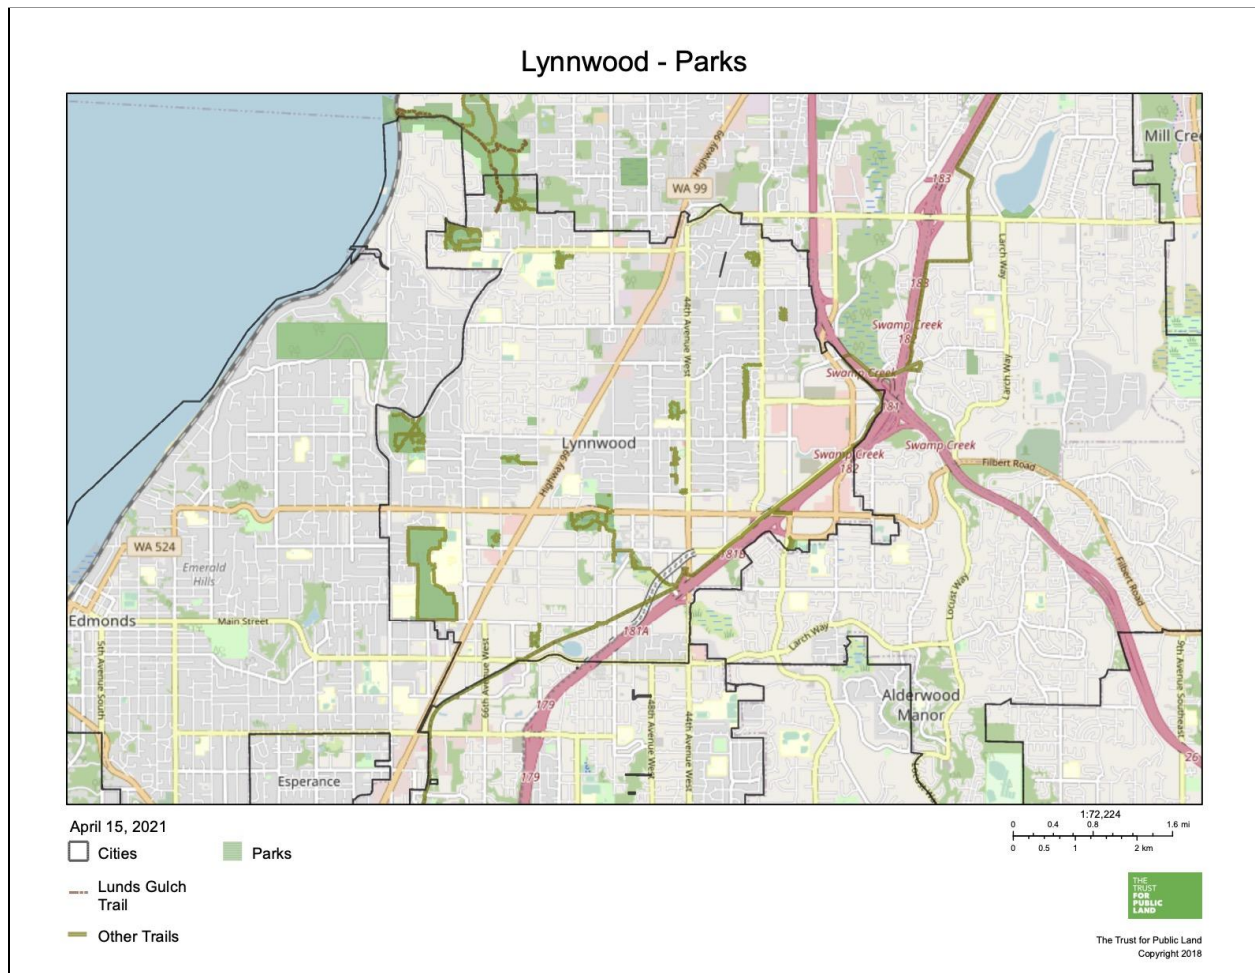 Lynnwood - Parks
Mill Cre
Highway 99
183
WA 99
Larch Way
183
44th Avenue West
Swamp Creek
18
Larch Way
Swamp Creek
181
Lynnwood
Swamp Creek
Swamp Creek
182
Filbert Road
Highway 99
WA 524
181B
Emerald
Hills
Filbert Road
Locust Way
Edmonds
Main Street
181A
Larch Way
5th Avenue South
66th Avenue West
9th Avenue Southeast
Alderwood
Manor
179
48th Avenue West
44th Avenue West
26
179
Esperance
April 15, 2021
Cities
Parks
Lunds Gulch
Trail
Other Trails
1:72,224
0 0.4 0.8 1.6 mi
0 0.5 1 2 km
THE
TRUST
FOR
PUBLIC
LAND
The Trust for Public Land
Copyright 2018